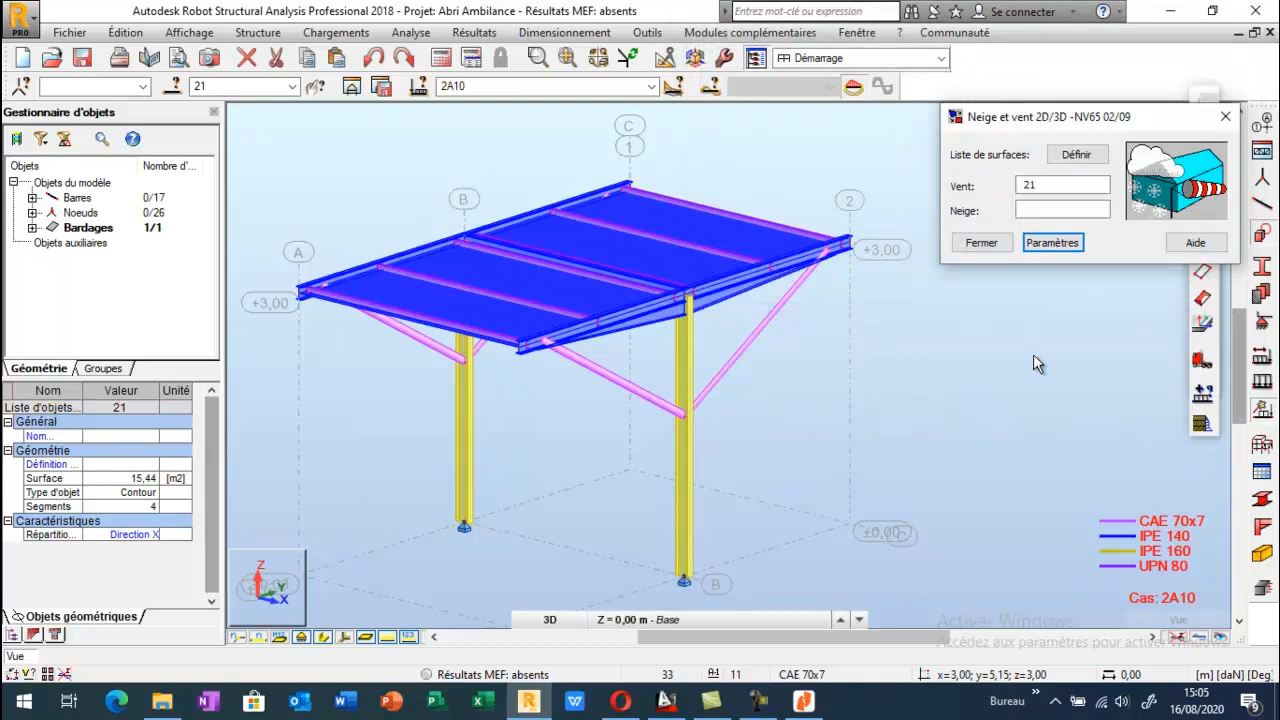 Autodesk Robot Structural Analysis Professional 2018 - Projet: Abri Ambiance - Résultats MEF: absents
Entrez mot-clé ou expression
Se connecter
PRO
Fichier Édition Affichage Structure Chargements Analyse Résultats Dimensionnement Outils Modules complémentaires Fenêtre ? Communauté
Démarrage
21
2A10
Gestionnaire d'objets
Objets Nombre d'...
Objets du modèle
Barres 0/17
Noeuds 0/26
Bardages 1/1
Objets auxiliaires
Géométrie Groupes
Nom Valeur Unité
Liste d'objets... 21
Général
Nom...
Géométrie
Définition ...
Surface 15,44 [m2]
Type d'objet Contour
Segments 4
Caractéristiques
Répartitio... Direction X
Objets géométriques
Vue
C
1
B
2
A
+3,00
+3,00
±0,00
C
B
Z
Y
X
3D Z = 0,00 m - Base
Neige et vent 2D/3D -NV65 02/09
Liste de surfaces: Définir
Vent: 21
Neige:
Fermer Paramètres Aide
CAE 70x7
IPE 140
IPE 160
UPN 80
Cas: 2A10
Vue
Activer Windows
Accédez aux paramètres pour activer Windows.
Résultats MEF: absents 33 11 CAE 70x7 x=3,00; y=5,15; z=3,00 0,00 [m] [daN] [Deg]
Bureau
15:05
16/08/2020